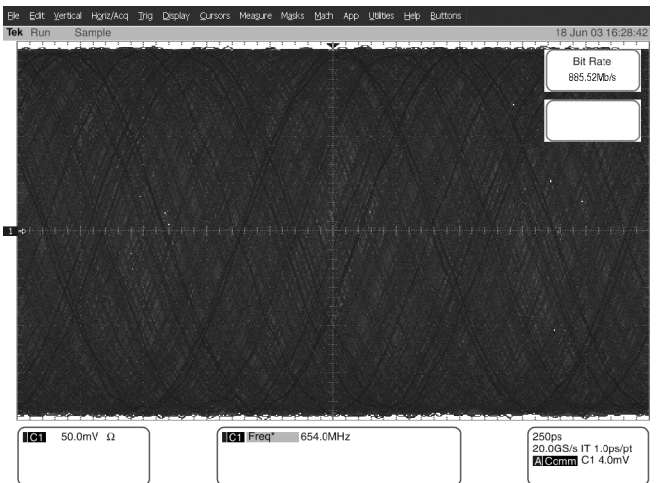 File Edit Vertical Horiz/Acq Trig Display Cursors Measure Masks Math App Utilities Help Buttons
Tek Run Sample 18 Jun 03 16:28:42
Bit Rate
885.52Mb/s
1
C1 50.0mV Ω
C1 Freq* 654.0MHz
250ps
20.0GS/s IT 1.0ps/pt
A Comm C1 4.0mV